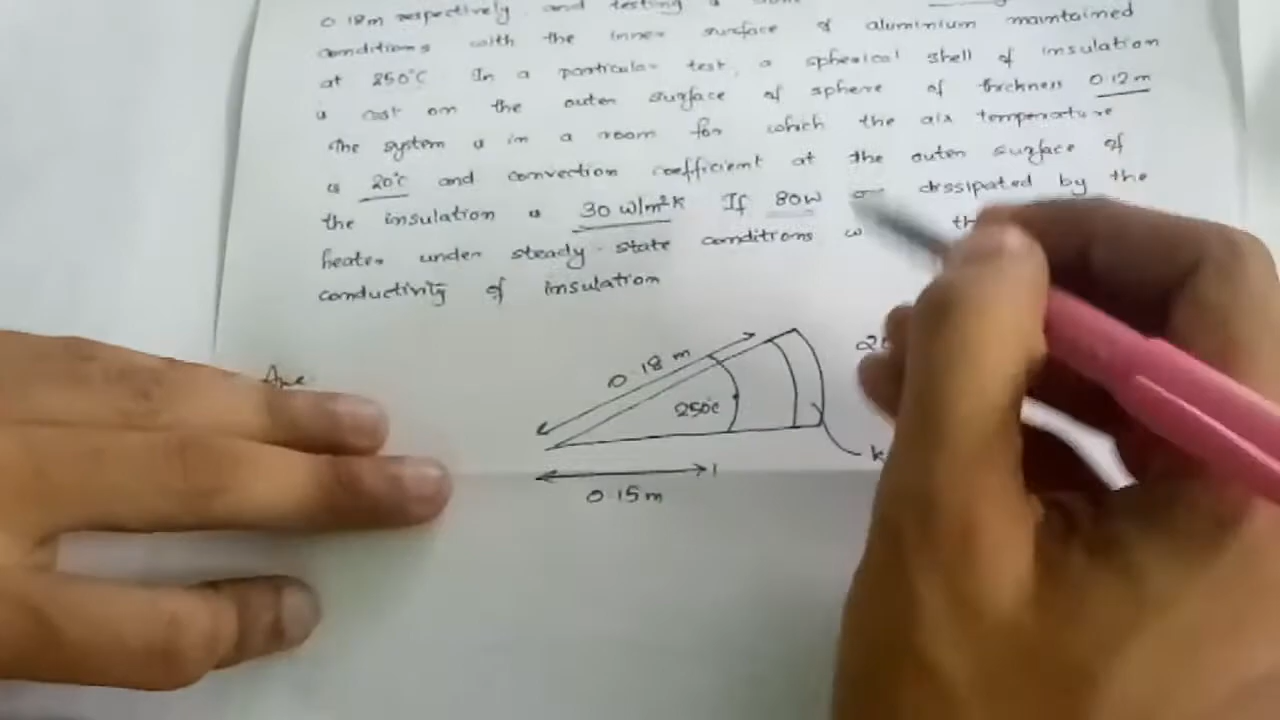 0.18m respectively and testing
conditions with the inner surface of aluminium maintained
at 250°C In a particular test, a spherical shell of insulation
is cast on the outer surface of sphere of thickness 0.12m
The system is in a room for which the air temperature
is 20°C and convection coefficient at the outer surface of
the insulation is 30 W/m²K If 80W dissipated by the
heater under steady-state conditions
conductivity of insulation
Ans
0.18 m
250°C
k
0.15m